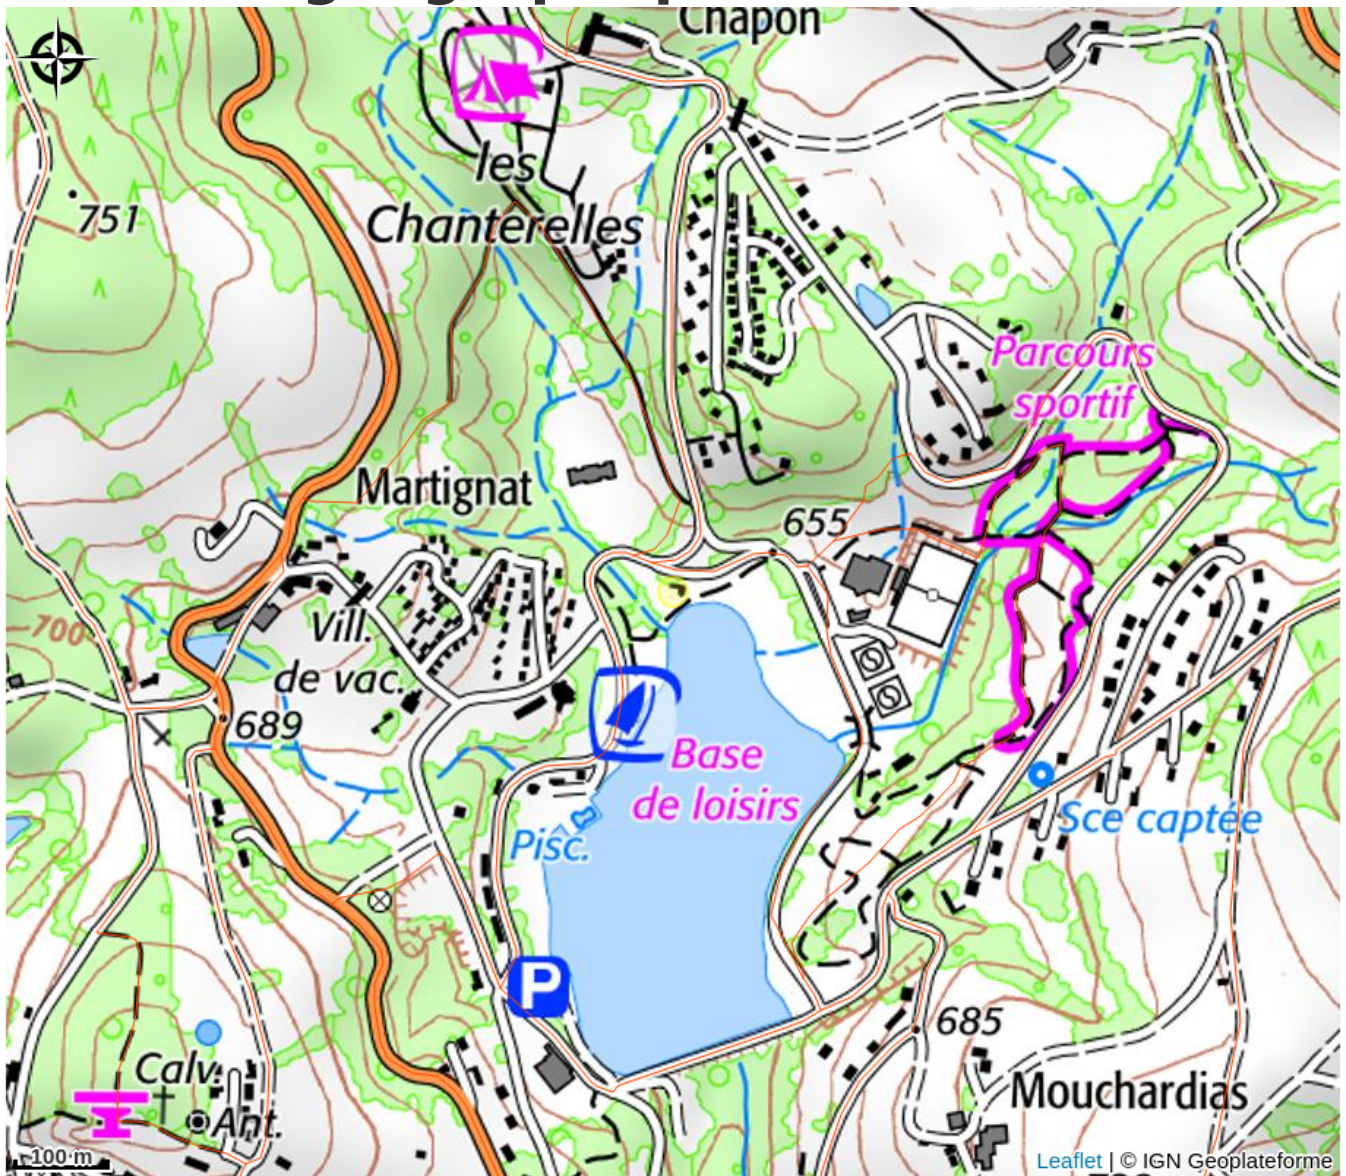 Chapon
les
Chanterelles
751
Parcours
sportif
Martignat
655
Vill.
de vac.
700
689
Base
de loisirs
Pisc.
Sce captée
P
685
Calv.
Ant.
Mouchardias
100 m
Leaflet | © IGN Geoplateforme